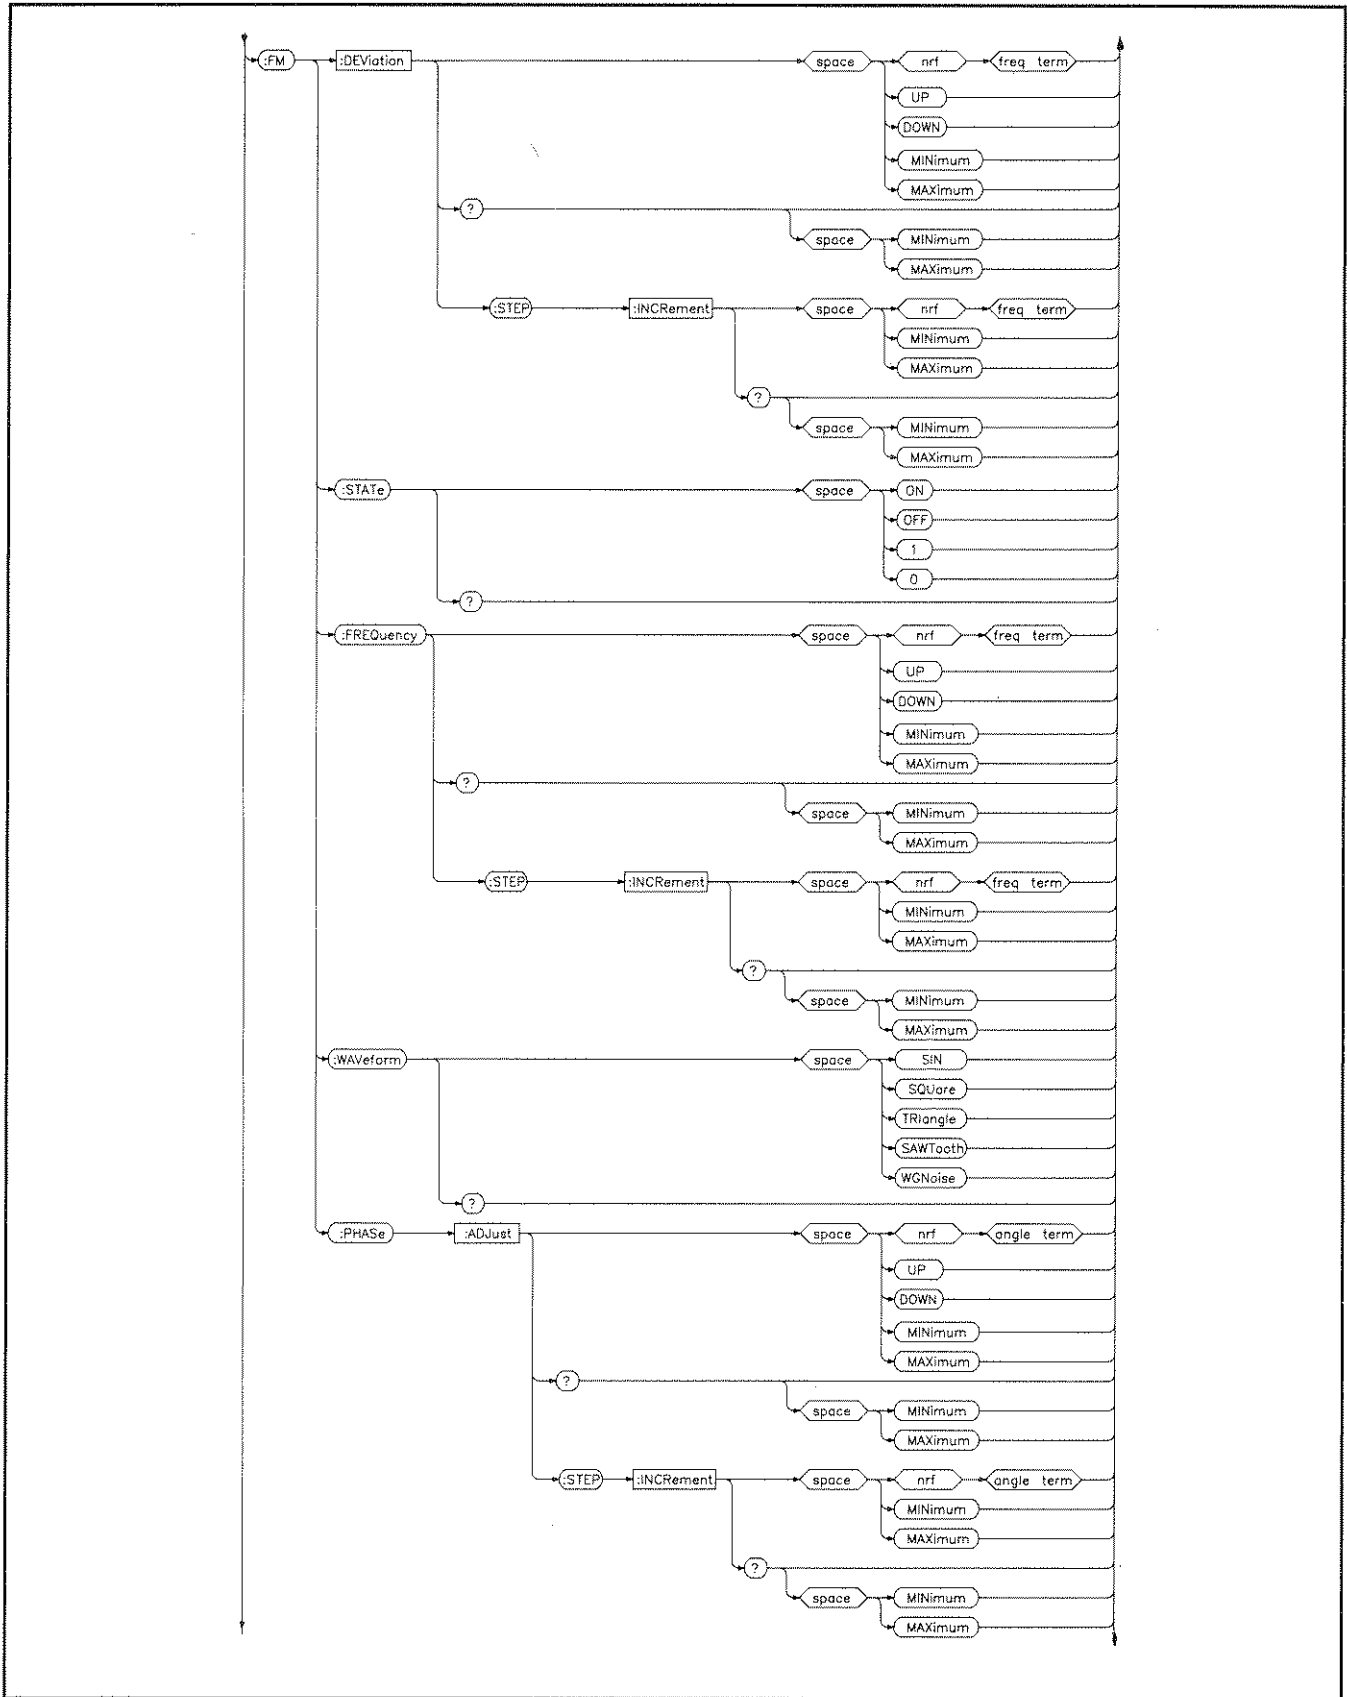 :FM :DEViation space nrf freq term
UP
DOWN
MINimum
MAXimum
?
space MINimum
MAXimum
:STEP :INCRement space nrf freq term
MINimum
MAXimum
?
space MINimum
MAXimum
:STATe space ON
OFF
1
0
?
:FREQuency space nrf freq term
UP
DOWN
MINimum
MAXimum
?
space MINimum
MAXimum
:STEP :INCRement space nrf freq term
MINimum
MAXimum
?
space MINimum
MAXimum
:WAVeform space SIN
SQUare
TRIangle
SAWTooth
WGNoise
?
:PHASe :ADJust space nrf angle term
UP
DOWN
MINimum
MAXimum
?
space MINimum
MAXimum
:STEP :INCRement space nrf angle term
MINimum
MAXimum
?
space MINimum
MAXimum